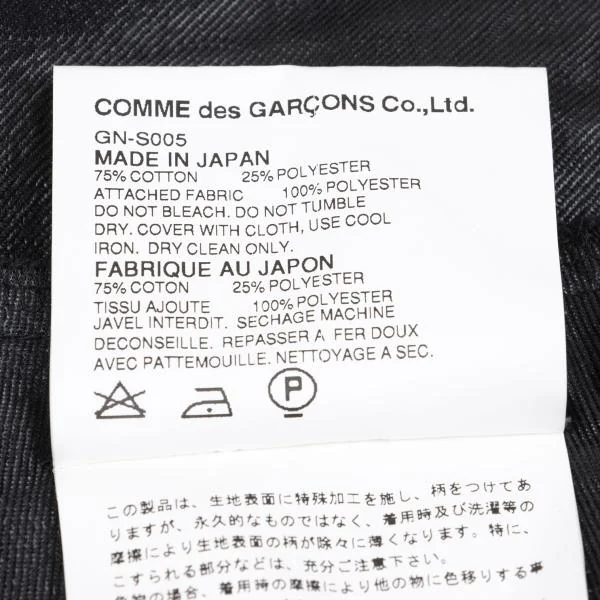 COMME des GARÇONS Co.,Ltd.
GN-S005
MADE IN JAPAN
75% COTTON 25% POLYESTER
ATTACHED FABRIC 100% POLYESTER
DO NOT BLEACH. DO NOT TUMBLE
DRY. COVER WITH CLOTH, USE COOL
IRON. DRY CLEAN ONLY.
FABRIQUE AU JAPON
75% COTON 25% POLYESTER
TISSU AJOUTE 100% POLYESTER
JAVEL INTERDIT. SECHAGE MACHINE
DECONSEILLE. REPASSER A FER DOUX
AVEC PATTEMOUILLE. NETTOYAGE A SEC.
P
この製品は、生地表面に特殊加工を施し、柄をつけてあ
りますが、永久的なものではなく、着用時及び洗濯等の
摩擦により生地表面の柄が除々に薄くなります。特に、
こすられる部分などは、充分ご注意下さい。
色物の場合、着用時の摩擦により他の物に色移りする事